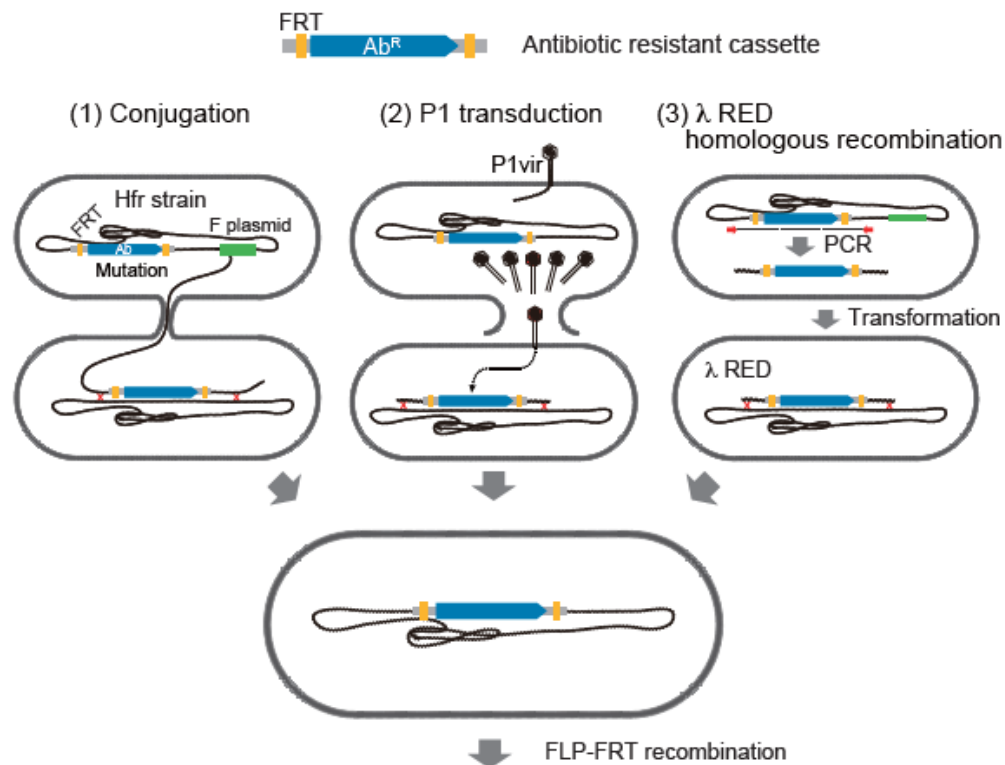 FRT
Ab^R
Antibiotic resistant cassette
(1) Conjugation
(2) P1 transduction
(3) λ RED
homologous recombination
Hfr strain
FRT
F plasmid
Ab
Mutation
P1vir
PCR
Transformation
λ RED
FLP-FRT recombination